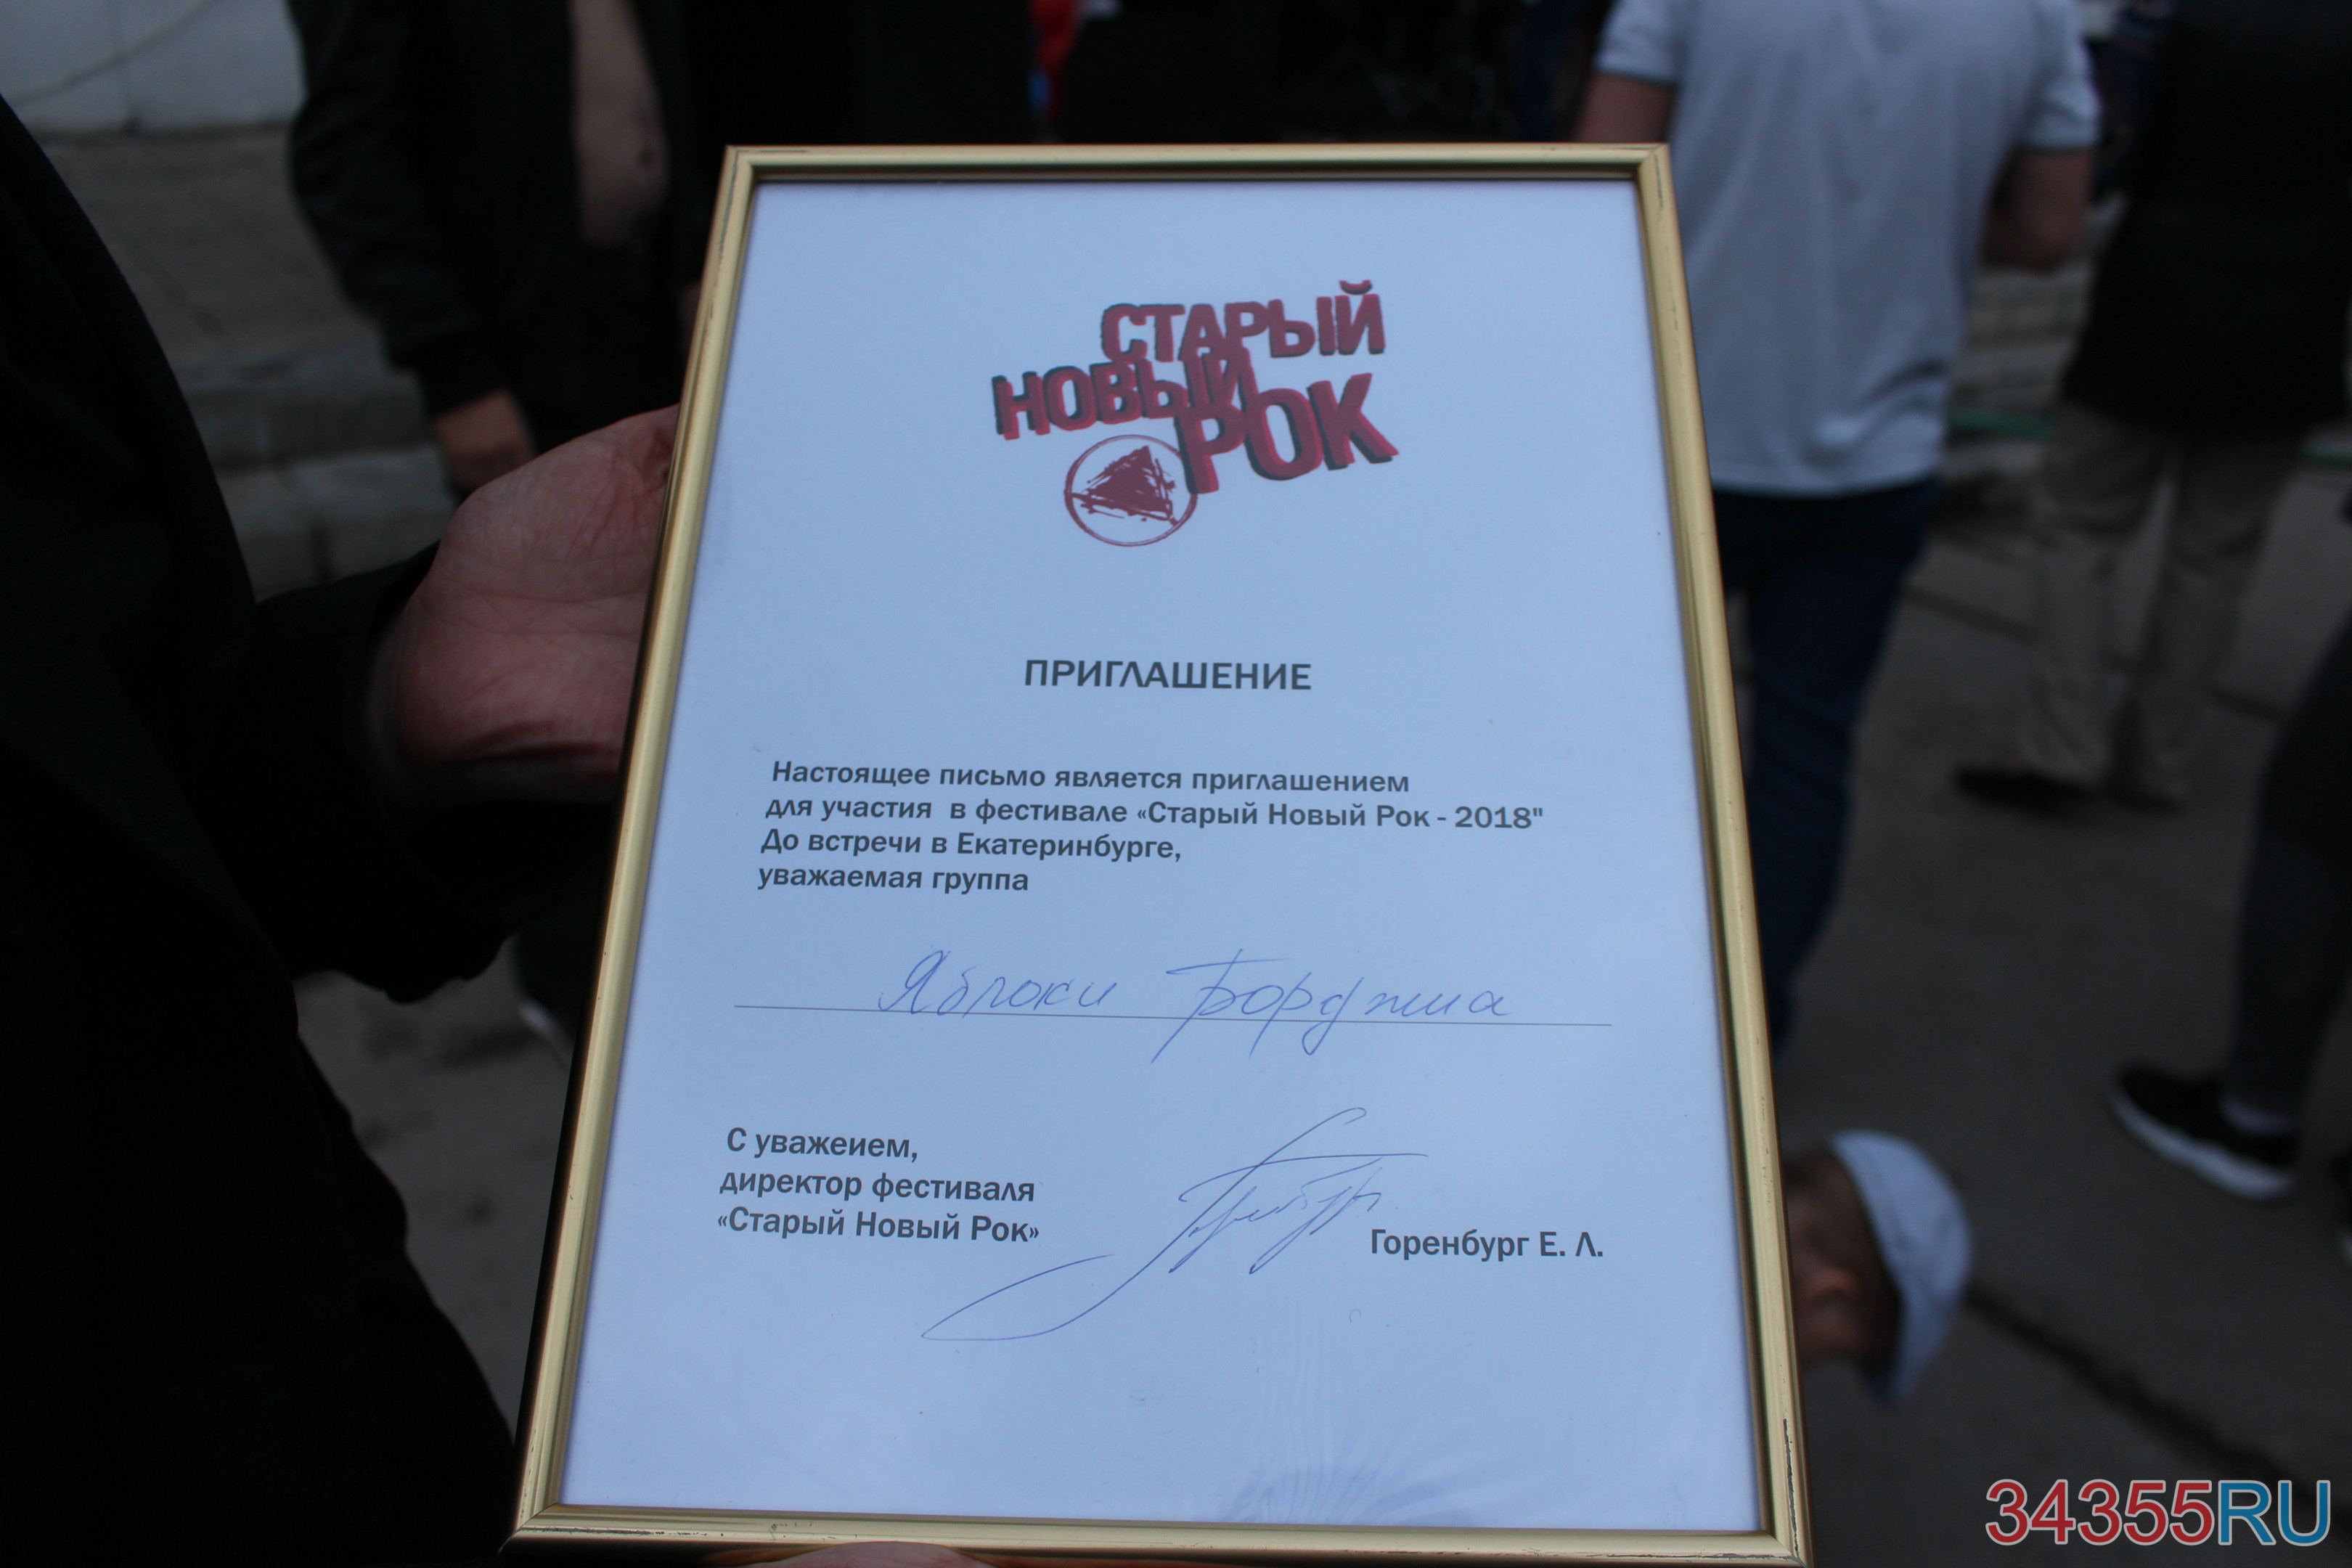 СТАРЫЙ
НОВЫЙ
РОК
ПРИГЛАШЕНИЕ
Настоящее письмо является приглашением
для участия в фестивале «Старый Новый Рок - 2018"
До встречи в Екатеринбурге,
уважаемая группа
Яблоки Борджиа
С уважеием,
директор фестиваля
«Старый Новый Рок»
Горенбург Е. Л.
34355RU